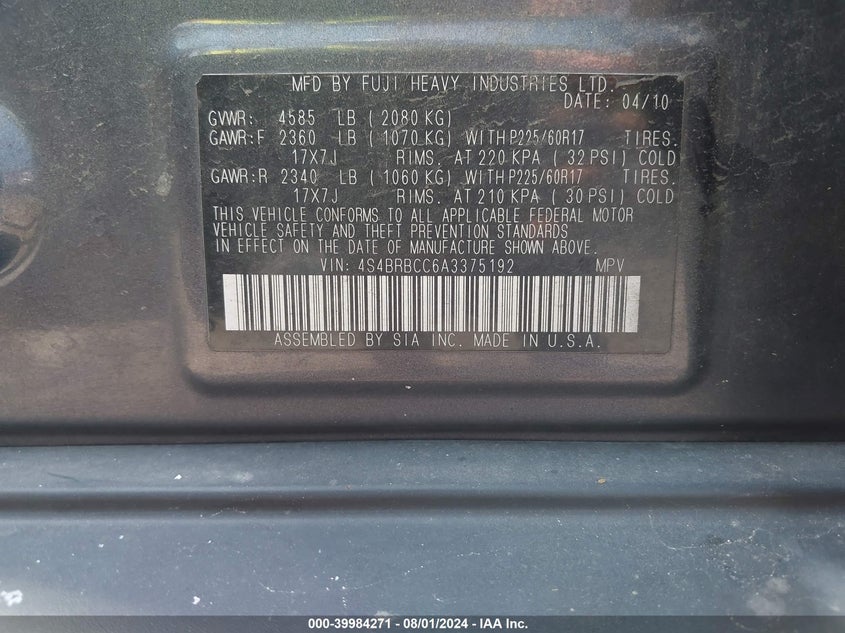 MFD BY FUJI HEAVY INDUSTRIES LTD.
DATE: 04/10
GVWR: 4585 LB ( 2080 KG)
GAWR:F 2360 LB ( 1070 KG) WITH P225/60R17 TIRES.
17X7J RIMS. AT 220 KPA ( 32 PSI) COLD
GAWR:R 2340 LB ( 1060 KG) WITH P225/60R17 TIRES.
17X7J RIMS. AT 210 KPA ( 30 PSI) COLD
THIS VEHICLE CONFORMS TO ALL APPLICABLE FEDERAL MOTOR
VEHICLE SAFETY AND THEFT PREVENTION STANDARDS
IN EFFECT ON THE DATE OF MANUFACTURE SHOWN ABOVE.
VIN: 4S4BRBCC6A3375192 MPV
ASSEMBLED BY SIA INC. MADE IN U.S.A.
000-39984271 - 08/01/2024 - IAA Inc.